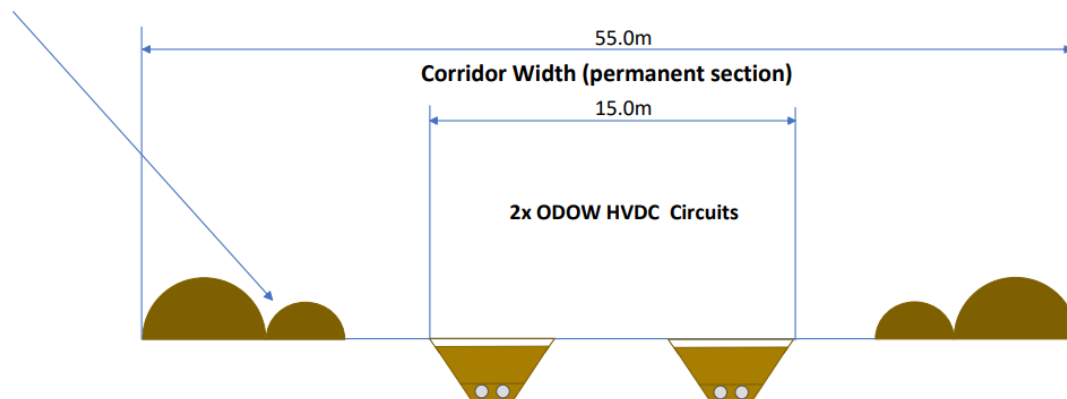 55.0m
Corridor Width (permanent section)
15.0m
2x ODOW HVDC  Circuits